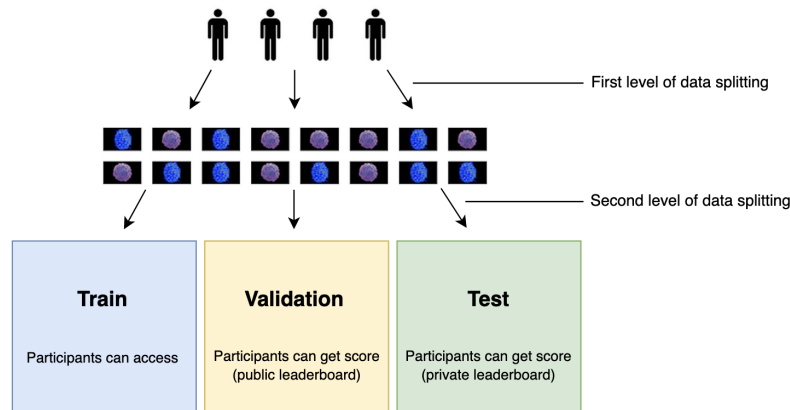 First level of data splitting
Second level of data splitting
Train
Validation
Test
Participants can access
Participants can get score
(public leaderboard)
Participants can get score
(private leaderboard)